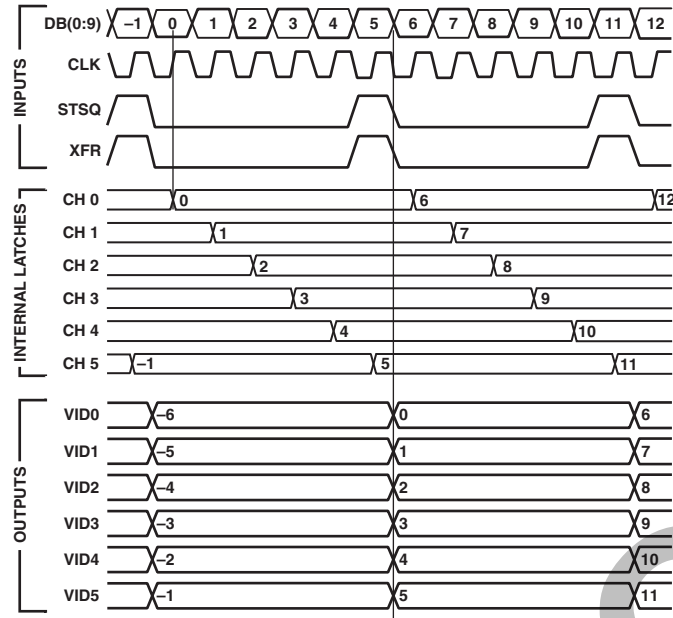 INPUTS
DB(0:9) –1 0 1 2 3 4 5 6 7 8 9 10 11 12
CLK
STSQ
XFR
INTERNAL LATCHES
CH 0 0 6 12
CH 1 1 7
CH 2 2 8
CH 3 3 9
CH 4 4 10
CH 5 –1 5 11
OUTPUTS
VID0 –6 0 6
VID1 –5 1 7
VID2 –4 2 8
VID3 –3 3 9
VID4 –2 4 10
VID5 –1 5 11